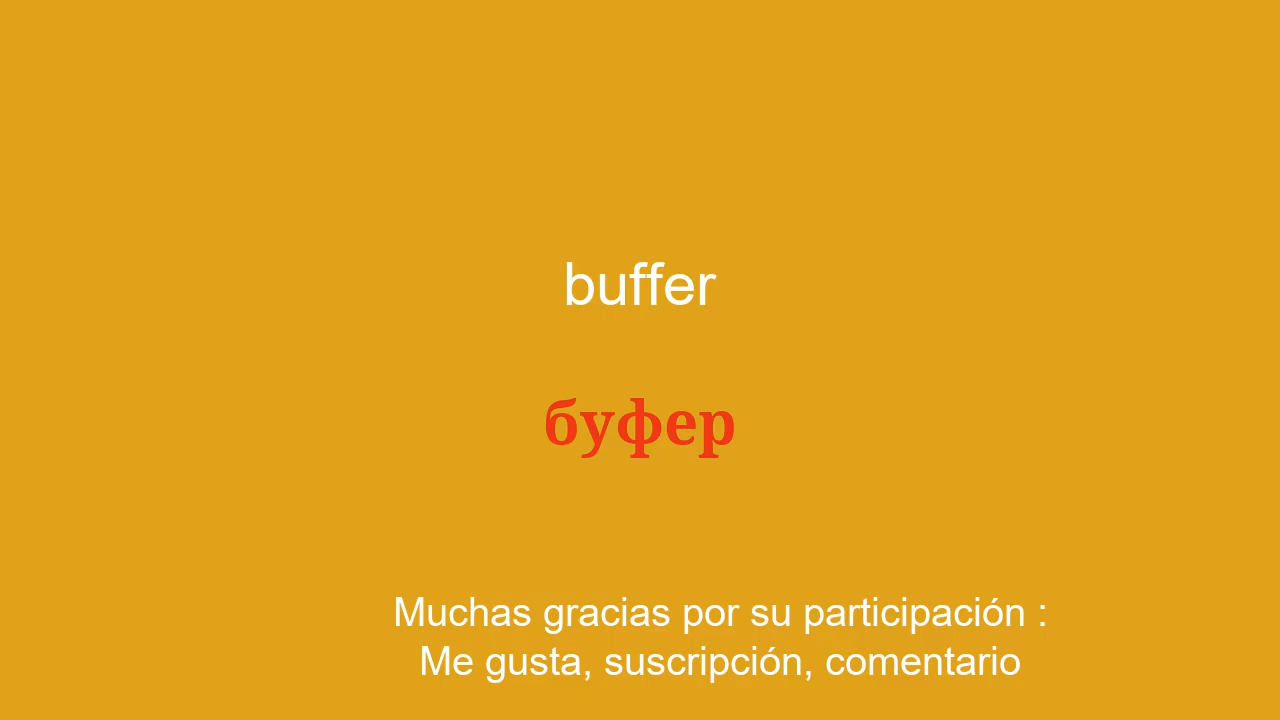 buffer
буфер
Muchas gracias por su participación :
Me gusta, suscripción, comentario